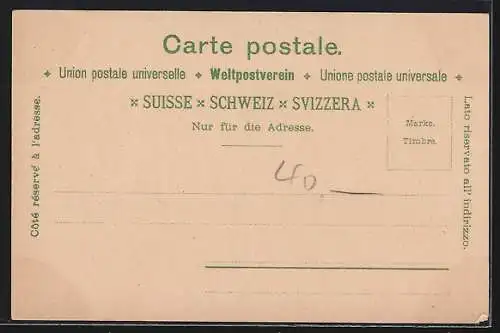 Carte postale.
✦ Union postale universelle ✦ Weltpostverein ✦ Unione postale universale ✦
× SUISSE × SCHWEIZ × SVIZZERA ×
Nur für die Adresse.
Marke.
Timbre.
Côté réservé à l'adresse.
Lato riservato all' indirizzo.
40.